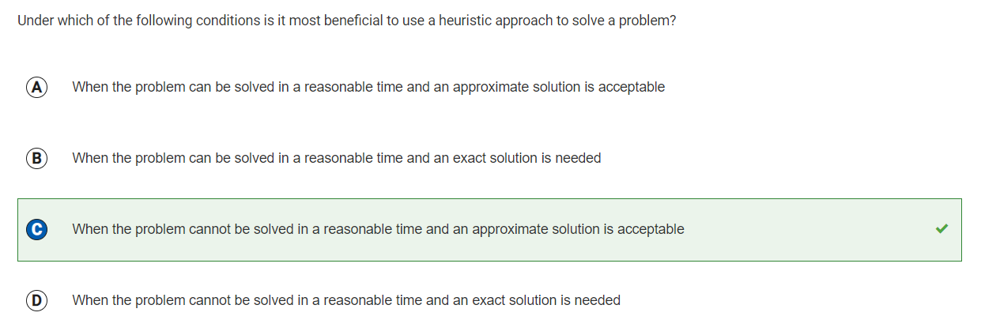 Under which of the following conditions is it most beneficial to use a heuristic approach to solve a problem?
A When the problem can be solved in a reasonable time and an approximate solution is acceptable
B When the problem can be solved in a reasonable time and an exact solution is needed
C When the problem cannot be solved in a reasonable time and an approximate solution is acceptable
D When the problem cannot be solved in a reasonable time and an exact solution is needed